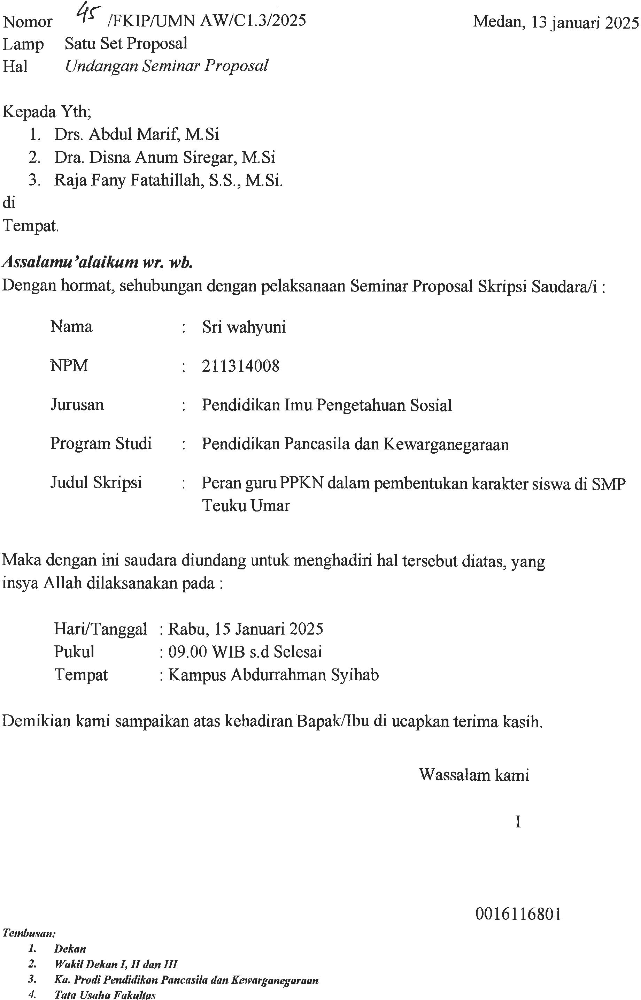 Nomor 45 /FKIP/UMN AW/C1.3/2025 Medan, 13 januari 2025
Lamp Satu Set Proposal
Hal Undangan Seminar Proposal
Kepada Yth;
1. Drs. Abdul Marif, M.Si
2. Dra. Disna Anum Siregar, M.Si
3. Raja Fany Fatahillah, S.S., M.Si.
di
Tempat.
Assalamu'alaikum wr. wb.
Dengan hormat, sehubungan dengan pelaksanaan Seminar Proposal Skripsi Saudara/i :
Nama : Sri wahyuni
NPM : 211314008
Jurusan : Pendidikan Imu Pengetahuan Sosial
Program Studi : Pendidikan Pancasila dan Kewarganegaraan
Judul Skripsi : Peran guru PPKN dalam pembentukan karakter siswa di SMP
Teuku Umar
Maka dengan ini saudara diundang untuk menghadiri hal tersebut diatas, yang
insya Allah dilaksanakan pada :
Hari/Tanggal : Rabu, 15 Januari 2025
Pukul : 09.00 WIB s.d Selesai
Tempat : Kampus Abdurrahman Syihab
Demikian kami sampaikan atas kehadiran Bapak/Ibu di ucapkan terima kasih.
Wassalam kami
I
0016116801
Tembusan:
1. Dekan
2. Wakil Dekan I, II dan III
3. Ka. Prodi Pendidikan Pancasila dan Kewarganegaraan
4. Tata Usaha Fakultas